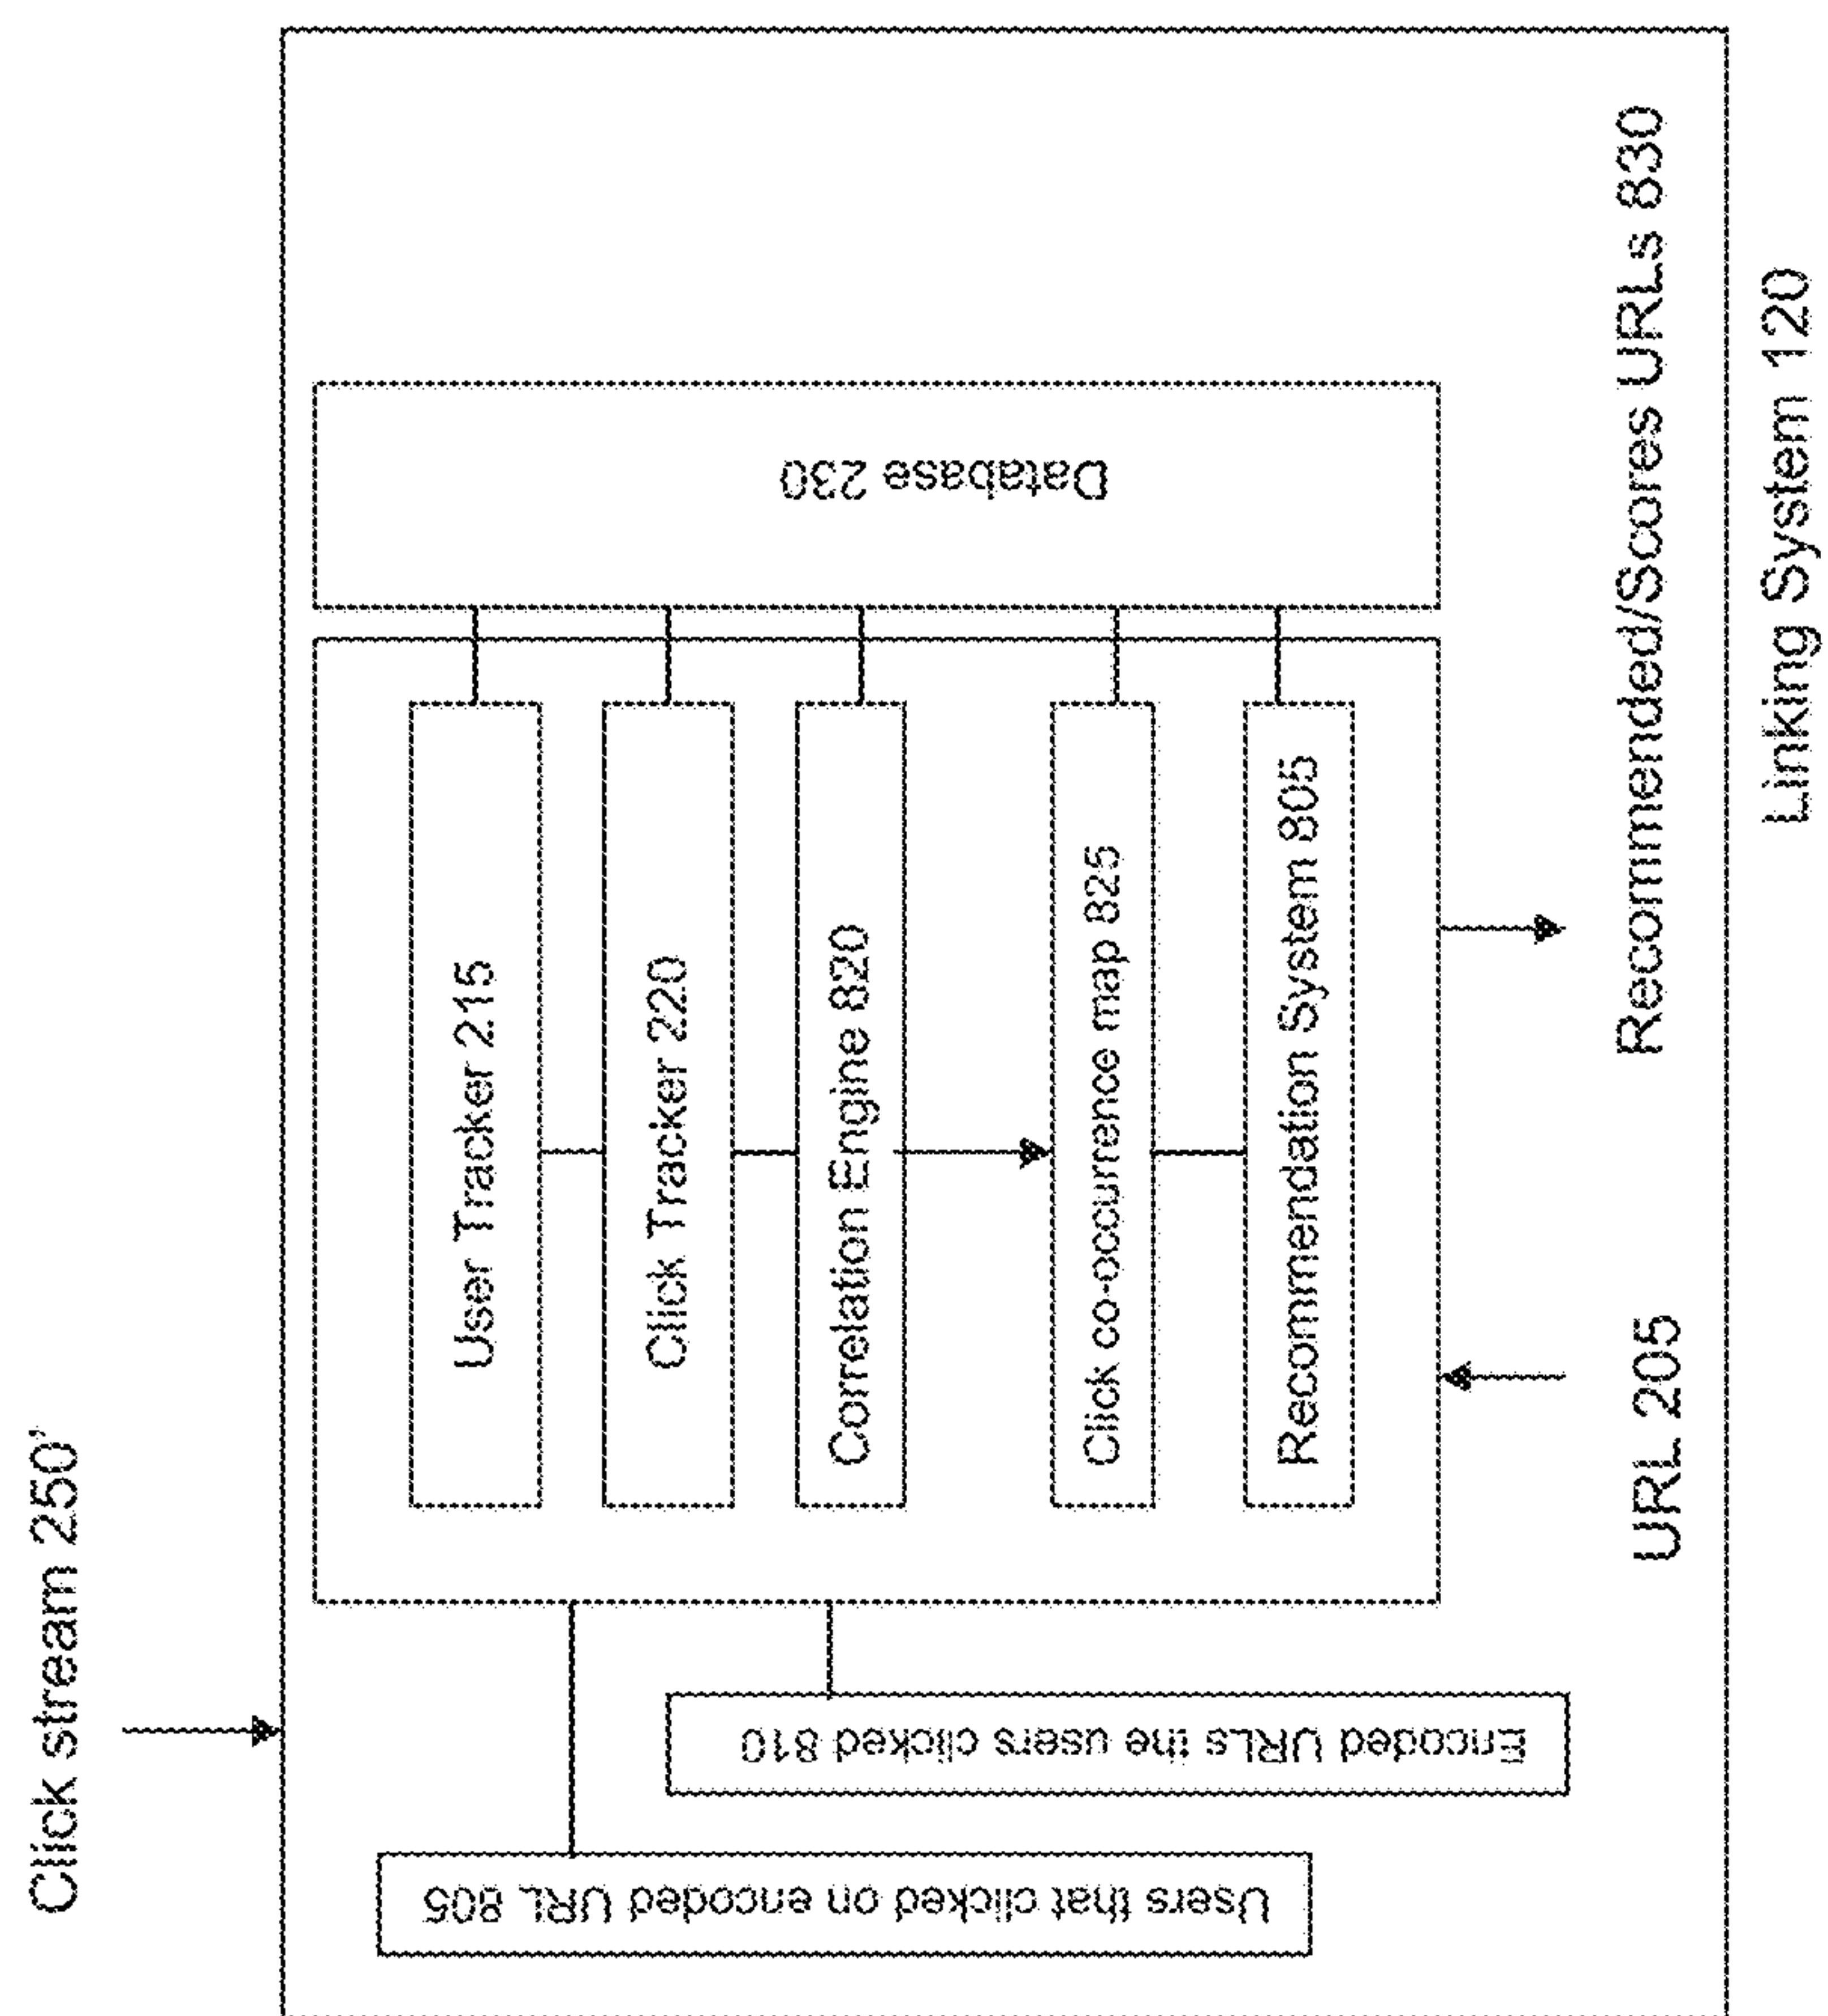 Click stream 250'
Users that clicked on encoded URL 805
Encoded URLs the users clicked 810
User Tracker 215
Click Tracker 220
Correlation Engine 820
Click co-occurrence map 825
Recommendation System 805
Database 230
URL 205
Recommended/Scores URLs 830
Linking System 120